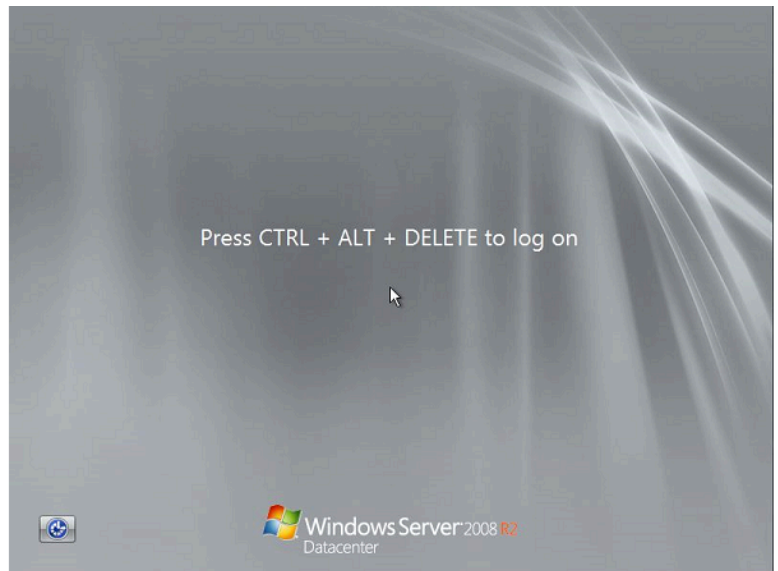 Press CTRL + ALT + DELETE to log on
Windows Server 2008 R2
Datacenter